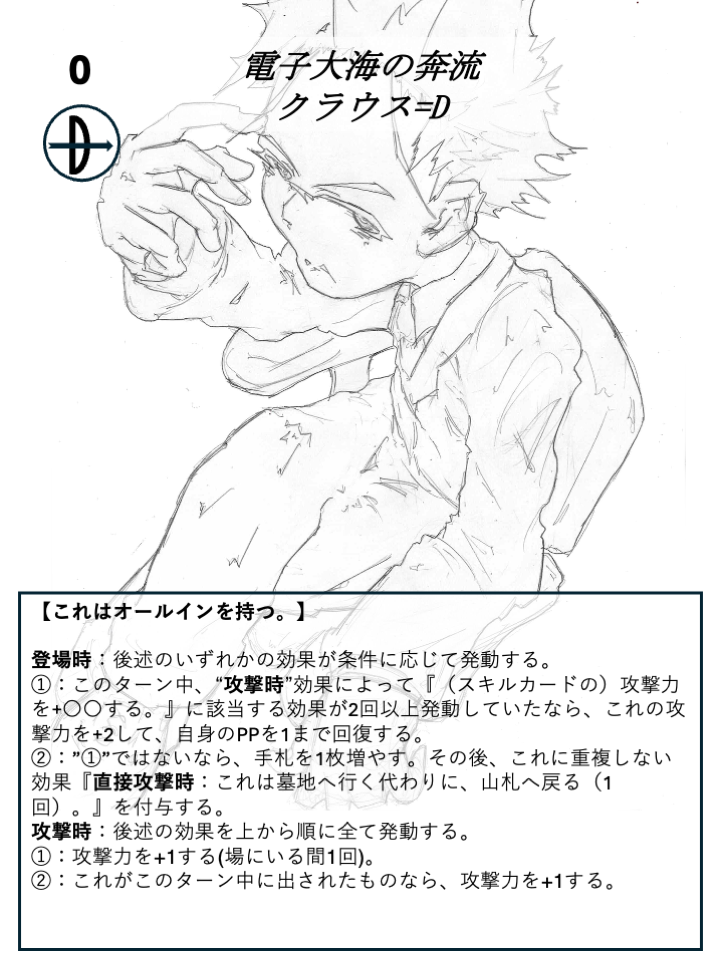 0
電子大海の奔流
クラウス=D
D
【これはオールインを持つ。】
登場時：後述のいずれかの効果が条件に応じて発動する。
①：このターン中、“攻撃時”効果によって『（スキルカードの）攻撃力
を+〇〇する。』に該当する効果が2回以上発動していたなら、これの攻
撃力を+2して、自身のPPを1まで回復する。
②：”①”ではないなら、手札を1枚増やす。その後、これに重複しない
効果『直接攻撃時：これは墓地へ行く代わりに、山札へ戻る（1
回）。』を付与する。
攻撃時：後述の効果を上から順に全て発動する。
①：攻撃力を+1する(場にいる間1回)。
②：これがこのターン中に出されたものなら、攻撃力を+1する。